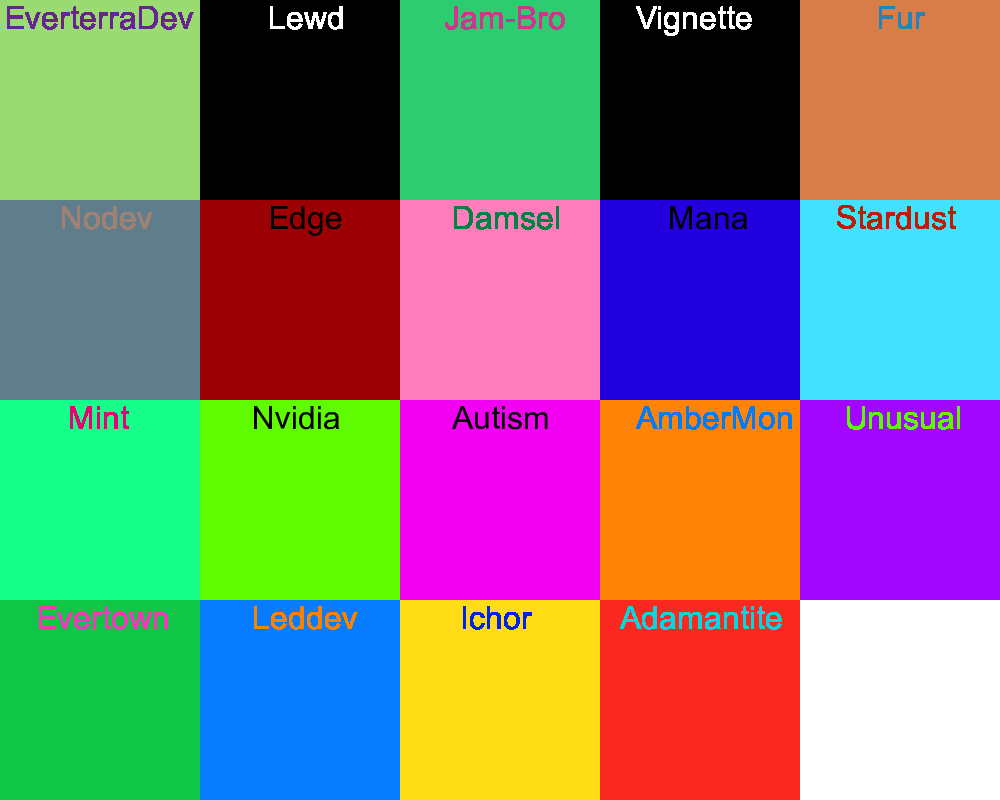 EverterraDev Lewd Jam-Bro Vignette Fur
Nodev Edge Damsel Mana Stardust
Mint Nvidia Autism AmberMon Unusual
Evertown Leddev Ichor Adamantite